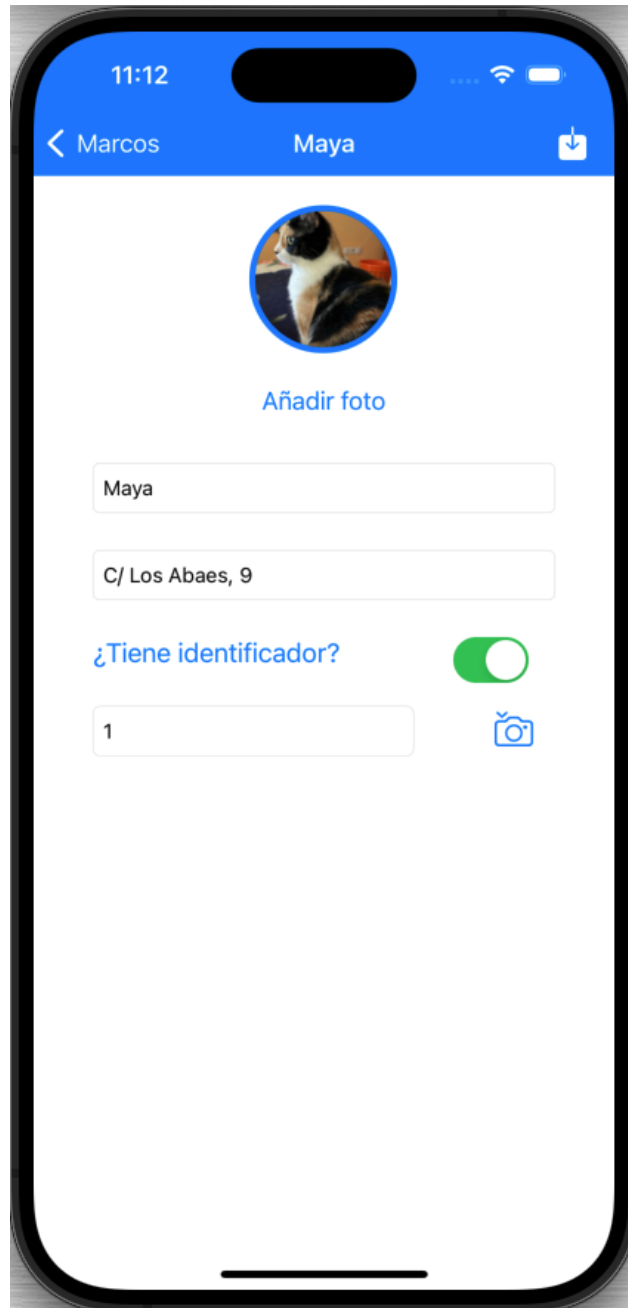 11:12
Marcos
Maya
Añadir foto
Maya
C/ Los Abaes, 9
¿Tiene identificador?
1